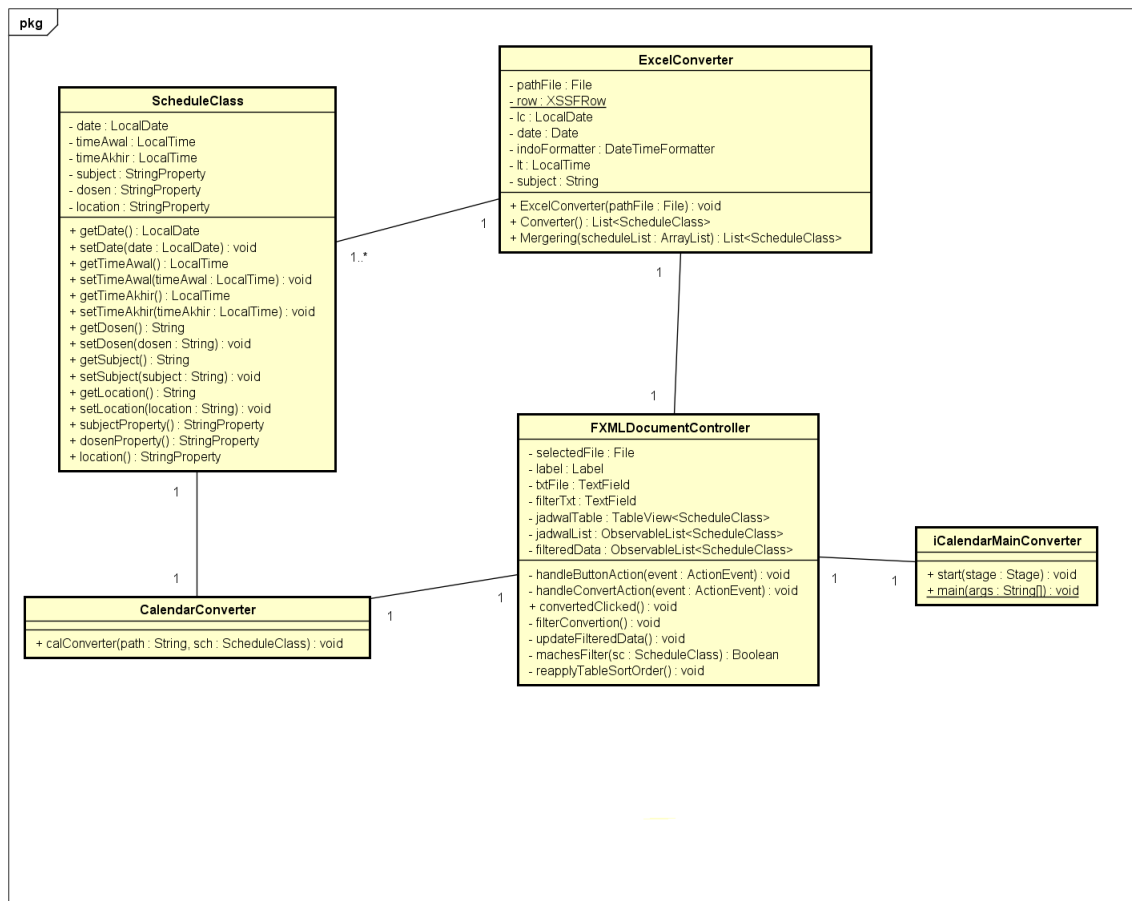 pkg
ScheduleClass
- date : LocalDate
- timeAwal : LocalTime
- timeAkhir : LocalTime
- subject : StringProperty
- dosen : StringProperty
- location : StringProperty
+ getDate() : LocalDate
+ setDate(date : LocalDate) : void
+ getTimeAwal() : LocalTime
+ setTimeAwal(timeAwal : LocalTime) : void
+ getTimeAkhir() : LocalTime
+ setTimeAkhir(timeAkhir : LocalTime) : void
+ getDosen() : String
+ setDosen(dosen : String) : void
+ getSubject() : String
+ setSubject(subject : String) : void
+ getLocation() : String
+ setLocation(location : String) : void
+ subjectProperty() : StringProperty
+ dosenProperty() : StringProperty
+ location() : StringProperty
ExcelConverter
- pathFile : File
- row : XSSFRow
- lc : LocalDate
- date : Date
- indoFormatter : DateTimeFormatter
- lt : LocalTime
- subject : String
+ ExcelConverter(pathFile : File) : void
+ Converter() : List<ScheduleClass>
+ Mergering(scheduleList : ArrayList) : List<ScheduleClass>
1
1..*
1
1
FXMLDocumentController
- selectedFile : File
- label : Label
- txtFile : TextField
- filterTxt : TextField
- jadwalTable : TableView<ScheduleClass>
- jadwalList : ObservableList<ScheduleClass>
- filteredData : ObservableList<ScheduleClass>
- handleButtonAction(event : ActionEvent) : void
- handleConvertAction(event : ActionEvent) : void
+ convertedClicked() : void
- filterConvertion() : void
- updateFilteredData() : void
- machesFilter(sc : ScheduleClass) : Boolean
- reapplyTableSortOrder() : void
1
1
iCalendarMainConverter
+ start(stage : Stage) : void
+ main(args : String[]) : void
1
1
CalendarConverter
+ calConverter(path : String, sch : ScheduleClass) : void
1
1